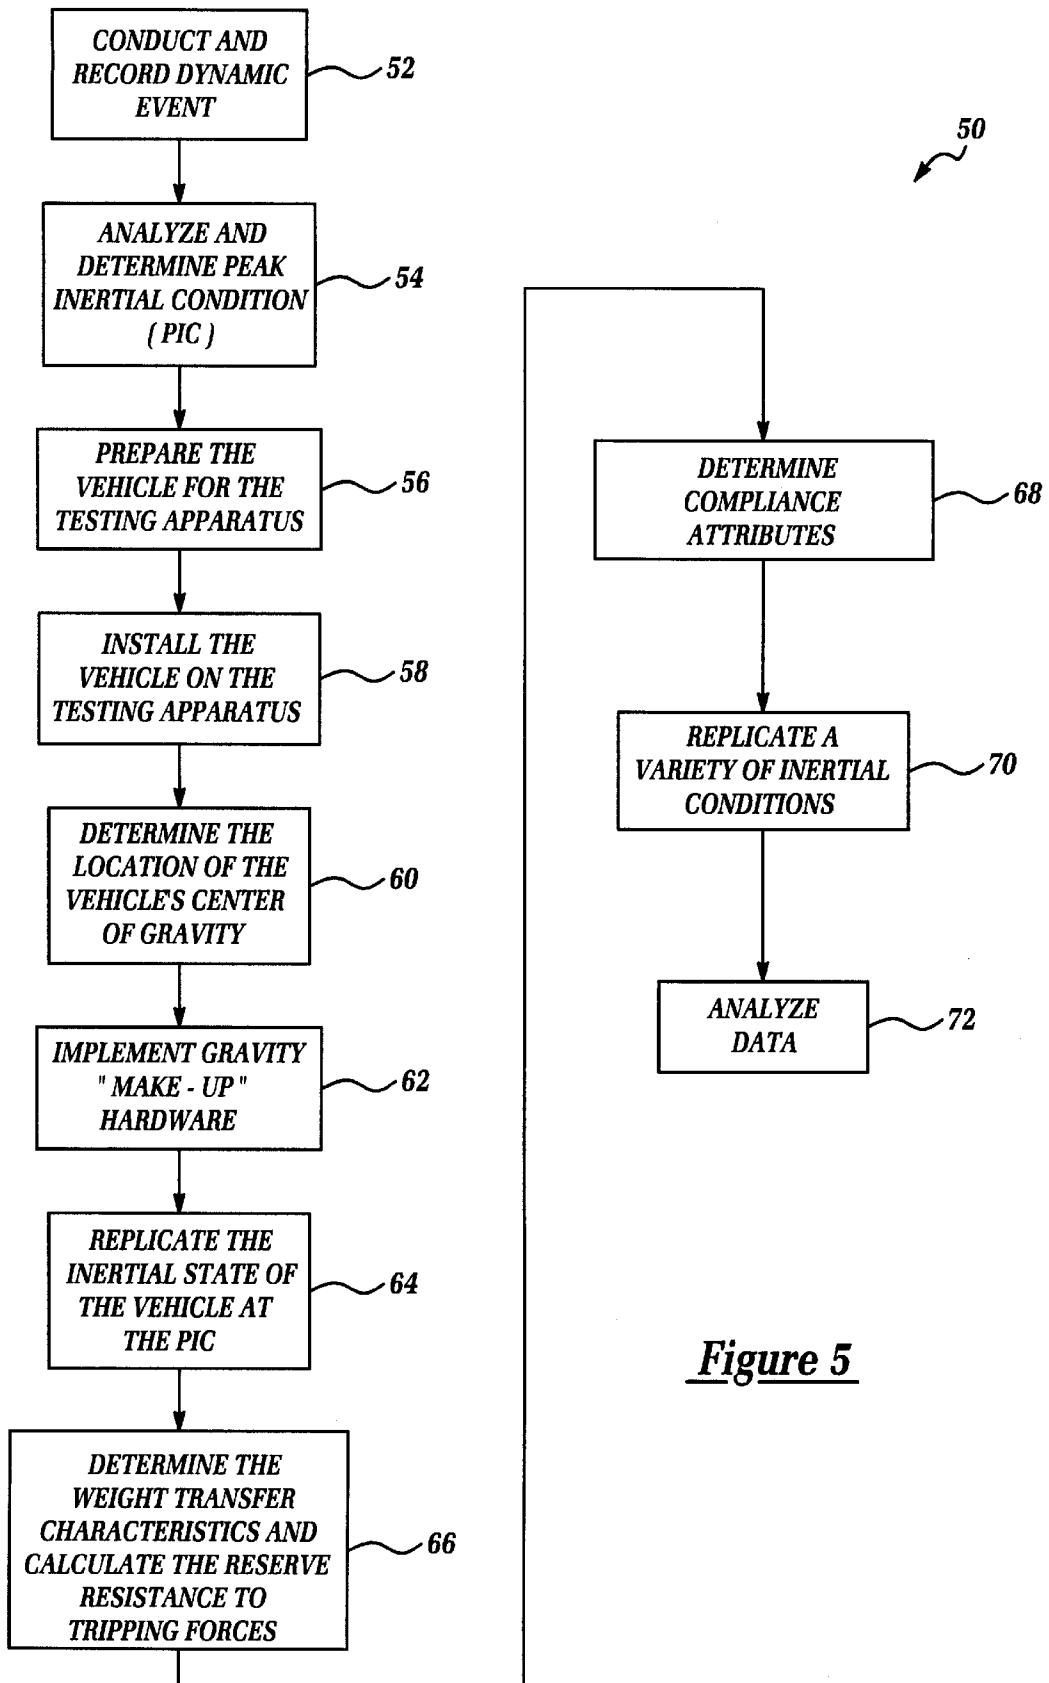 CONDUCT AND
RECORD DYNAMIC
EVENT
52
ANALYZE AND
DETERMINE PEAK
INERTIAL CONDITION
( PIC )
54
PREPARE THE
VEHICLE FOR THE
TESTING APPARATUS
56
INSTALL THE
VEHICLE ON THE
TESTING APPARATUS
58
DETERMINE THE
LOCATION OF THE
VEHICLE'S CENTER
OF GRAVITY
60
IMPLEMENT GRAVITY
" MAKE - UP "
HARDWARE
62
REPLICATE THE
INERTIAL STATE OF
THE VEHICLE AT
THE PIC
64
DETERMINE THE
WEIGHT TRANSFER
CHARACTERISTICS AND
CALCULATE THE RESERVE
RESISTANCE TO
TRIPPING FORCES
66
50
DETERMINE
COMPLIANCE
ATTRIBUTES
68
REPLICATE A
VARIETY OF INERTIAL
CONDITIONS
70
ANALYZE
DATA
72
Figure 5